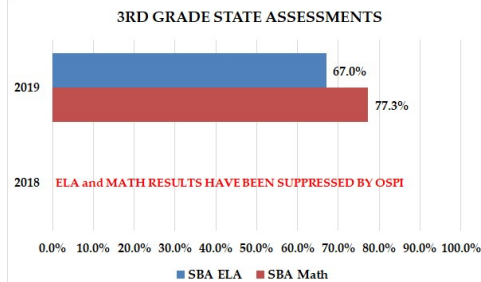 3RD GRADE STATE ASSESSMENTS
2019
67.0%
77.3%
2018 ELA and MATH RESULTS HAVE BEEN SUPPRESSED BY OSPI
0.0% 10.0% 20.0% 30.0% 40.0% 50.0% 60.0% 70.0% 80.0% 90.0% 100.0%
SBA ELA SBA Math